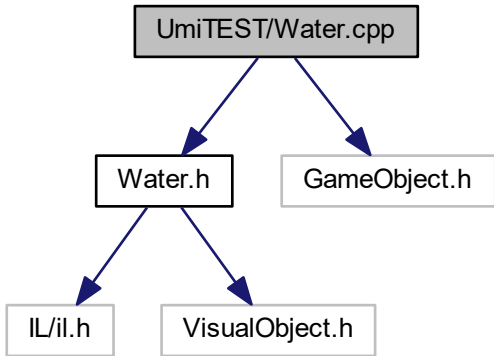 UmiTEST/Water.cpp
Water.h
GameObject.h
IL/il.h
VisualObject.h